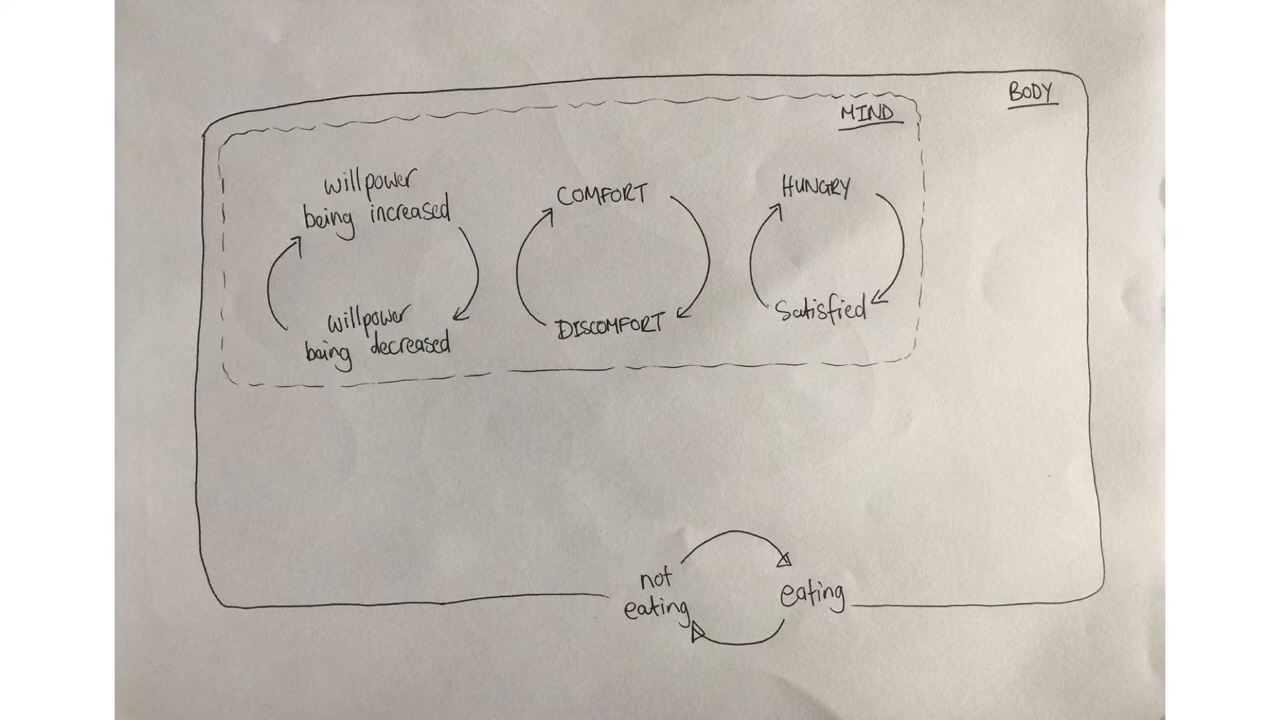 BODY
MIND
willpower
being increased
COMFORT
HUNGRY
willpower
being decreased
DISCOMFORT
Satisfied
not
eating
eating